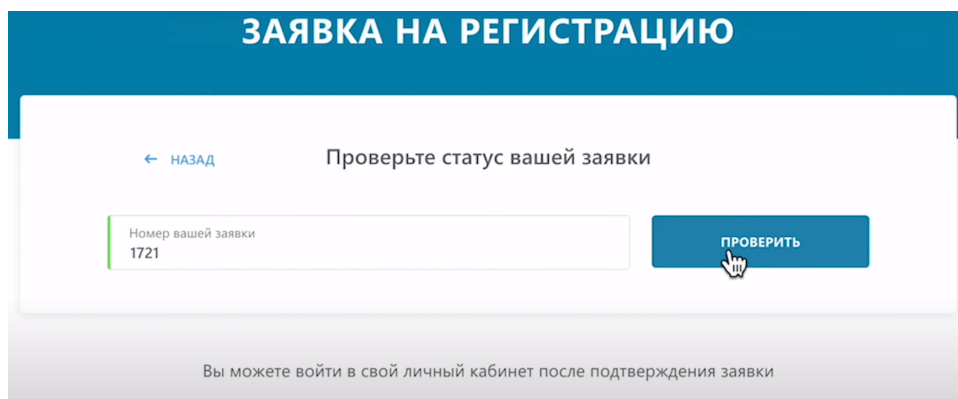 ЗАЯВКА НА РЕГИСТРАЦИЮ
← НАЗАД
Проверьте статус вашей заявки
Номер вашей заявки
1721
ПРОВЕРИТЬ
Вы можете войти в свой личный кабинет после подтверждения заявки